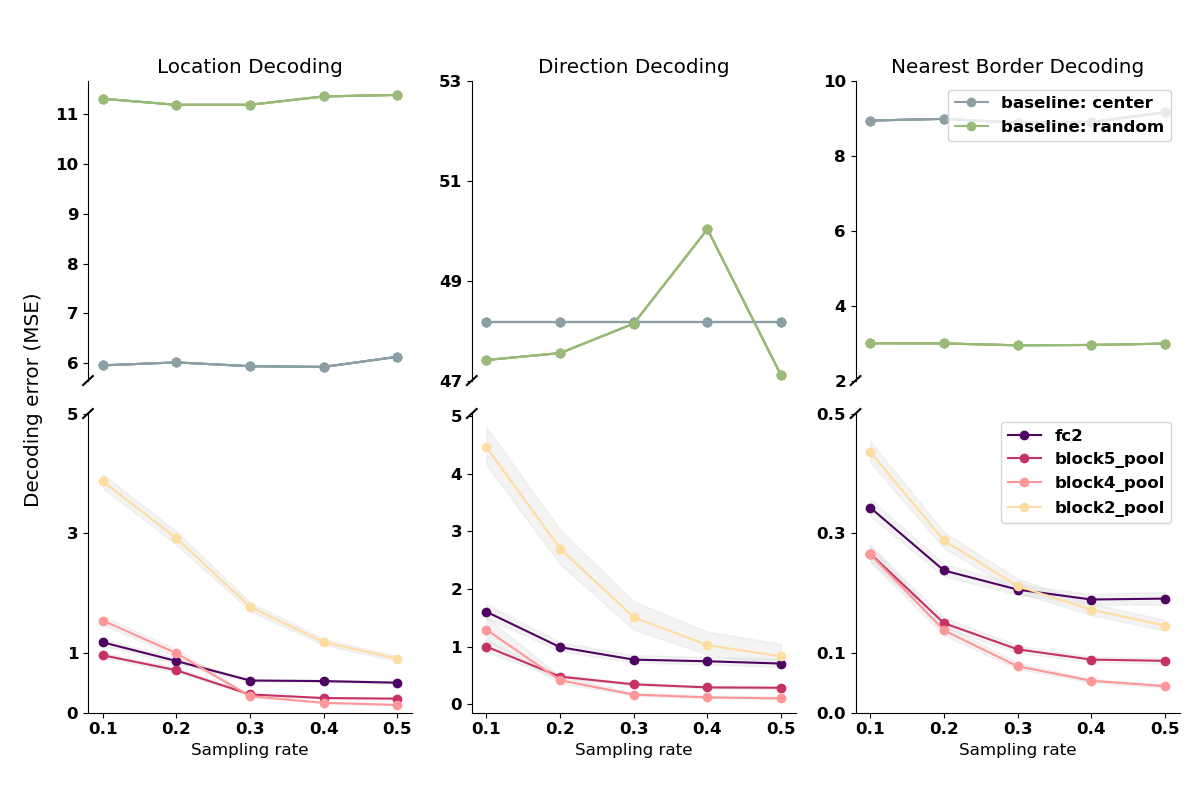 Location Decoding
Direction Decoding
Nearest Border Decoding
Decoding error (MSE)
11
10
9
8
7
6
5
3
1
0
0.1 0.2 0.3 0.4 0.5
Sampling rate
53
51
49
47
5
4
3
2
1
0
0.1 0.2 0.3 0.4 0.5
Sampling rate
10
8
6
4
2
baseline: center
baseline: random
0.5
0.3
0.1
0.0
fc2
block5_pool
block4_pool
block2_pool
0.1 0.2 0.3 0.4 0.5
Sampling rate